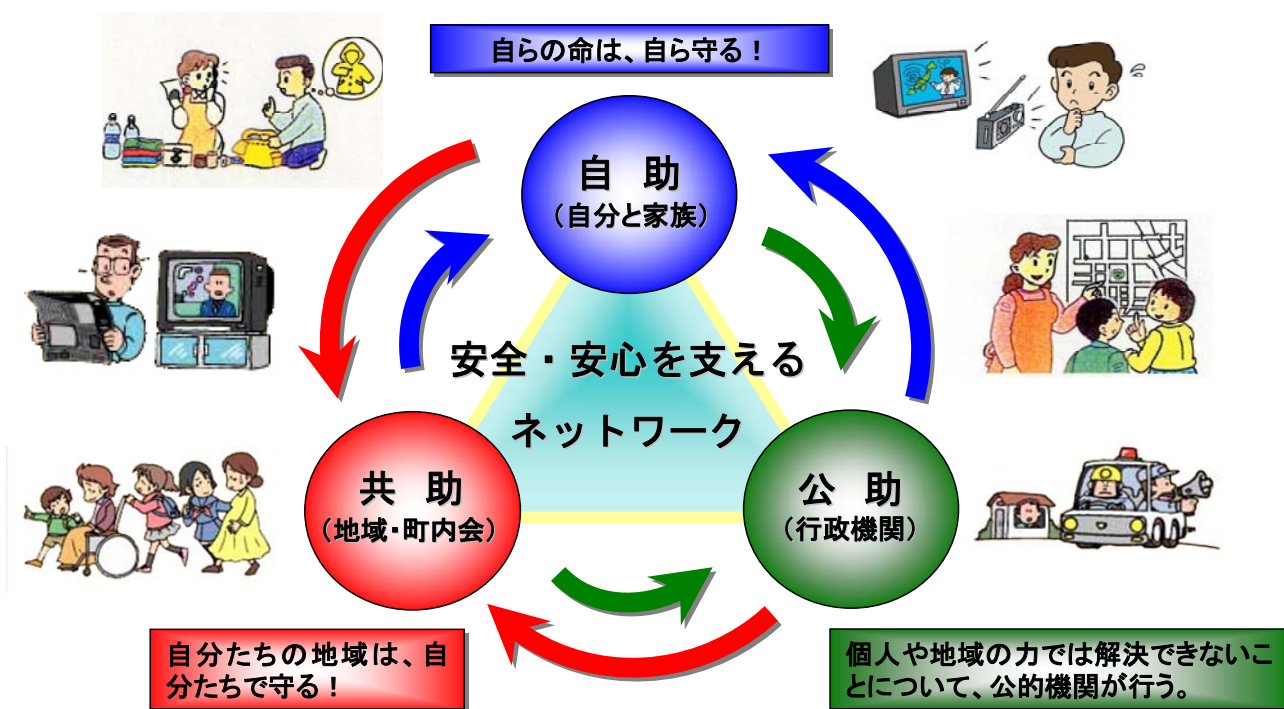 自らの命は、自ら守る！
自　助
（自分と家族）
安全・安心を支える
ネットワーク
共　助
（地域・町内会）
公　助
（行政機関）
自分たちの地域は、自
分たちで守る！
個人や地域の力では解決できないこ
とについて、公的機関が行う。